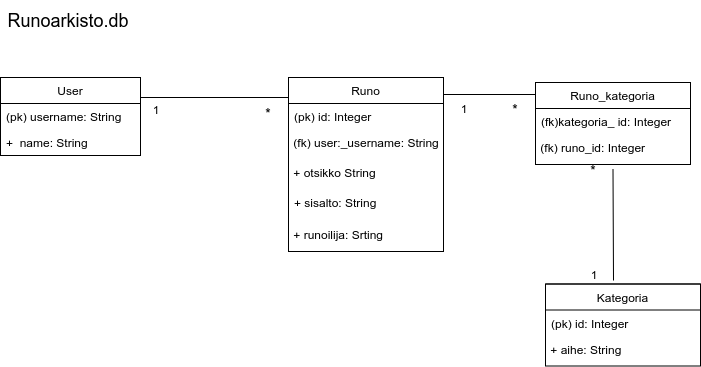 Runoarkisto.db
User
(pk) username: String
+ name: String
1
*
Runo
(pk) id: Integer
(fk) user:_username: String
+ otsikko String
+ sisalto: String
+ runoilija: Srting
1
*
Runo_kategoria
(fk)kategoria_ id: Integer
(fk) runo_id: Integer
*
1
Kategoria
(pk) id: Integer
+ aihe: String